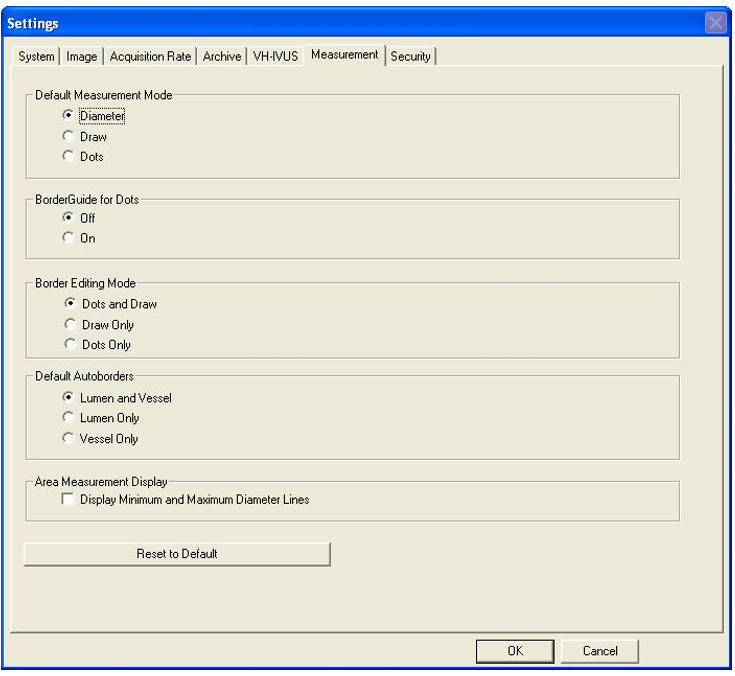 Settings
System Image Acquisition Rate Archive VH-IVUS Measurement Security
Default Measurement Mode
Diameter
Draw
Dots
BorderGuide for Dots
Off
On
Border Editing Mode
Dots and Draw
Draw Only
Dots Only
Default Autoborders
Lumen and Vessel
Lumen Only
Vessel Only
Area Measurement Display
Display Minimum and Maximum Diameter Lines
Reset to Default
OK Cancel